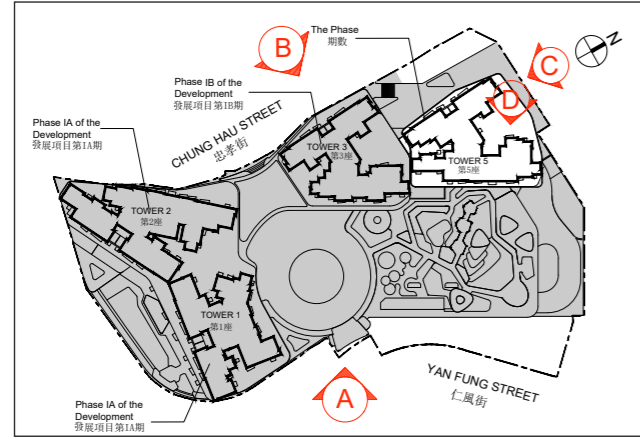 The Phase
期數
B
C
N
D
Phase IB of the
Development
發展項目第IB期
Phase IA of the
Development
發展項目第IA期
CHUNG HAU STREET
忠孝街
TOWER 3
第3座
TOWER 5
第5座
TOWER 2
第2座
TOWER 1
第1座
YAN FUNG STREET
仁風街
A
Phase IA of the
Development
發展項目第IA期